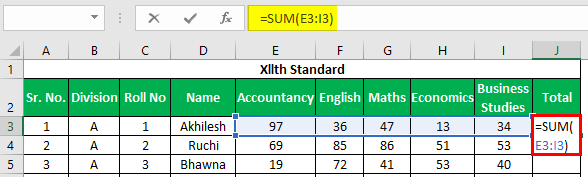 =SUM(E3:I3)
A B C D E F G H I J
1 XIIth Standard
2 Sr. No. Division Roll No Name Accountancy English Maths Economics Business Studies Total
3 1 A 1 Akhilesh 97 36 47 13 34 =SUM(E3:I3)
4 2 A 2 Ruchi 69 85 86 51 53
5 3 A 3 Bhawna 19 72 41 53 40